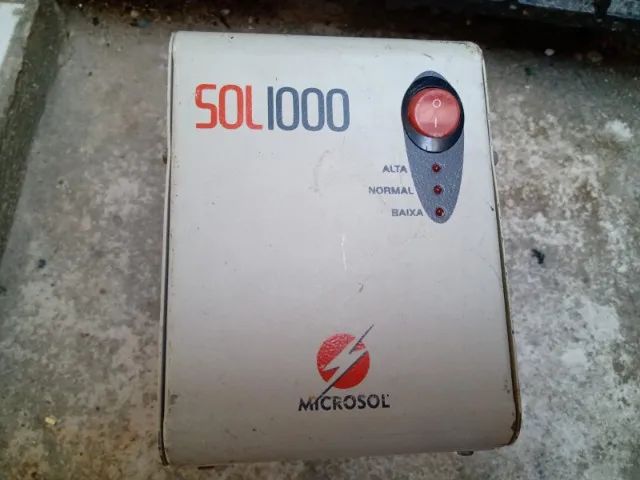 SOL1000
O
I
ALTA
NORMAL
BAIXA
MICROSOL